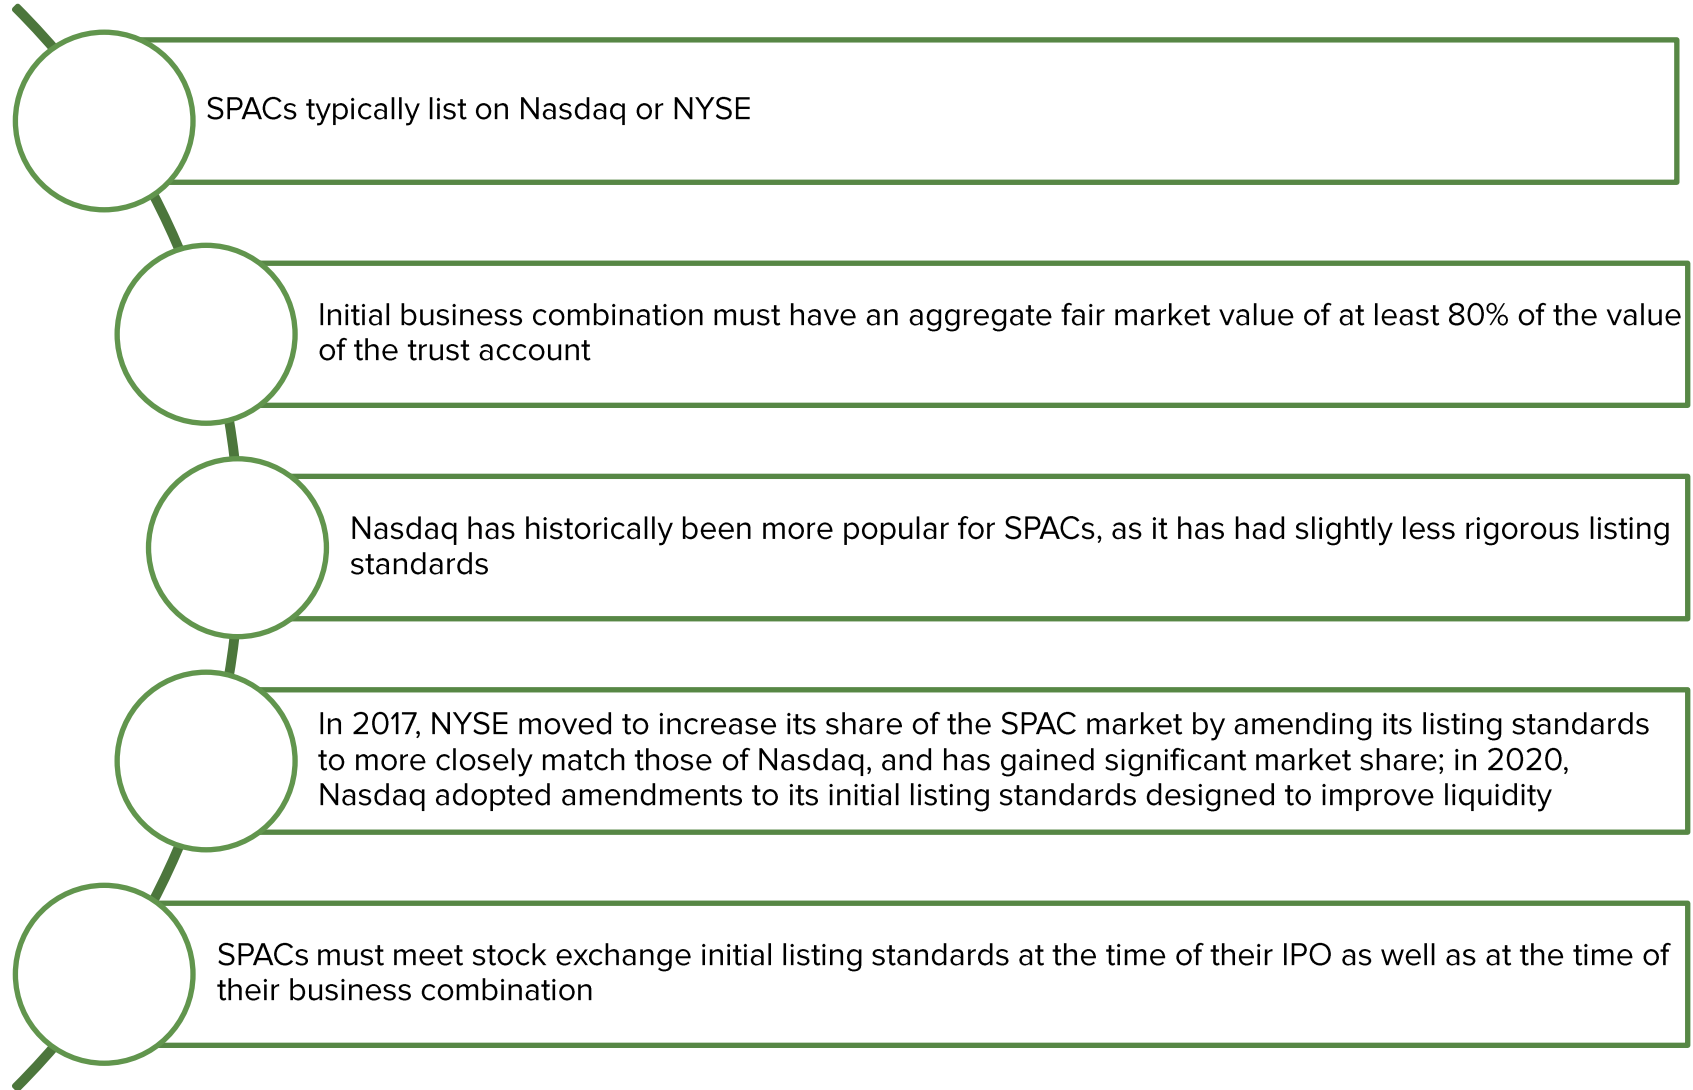 SPACs typically list on Nasdaq or NYSE
Initial business combination must have an aggregate fair market value of at least 80% of the value
of the trust account
Nasdaq has historically been more popular for SPACs, as it has had slightly less rigorous listing
standards
In 2017, NYSE moved to increase its share of the SPAC market by amending its listing standards
to more closely match those of Nasdaq, and has gained significant market share; in 2020,
Nasdaq adopted amendments to its initial listing standards designed to improve liquidity
SPACs must meet stock exchange initial listing standards at the time of their IPO as well as at the time of
their business combination